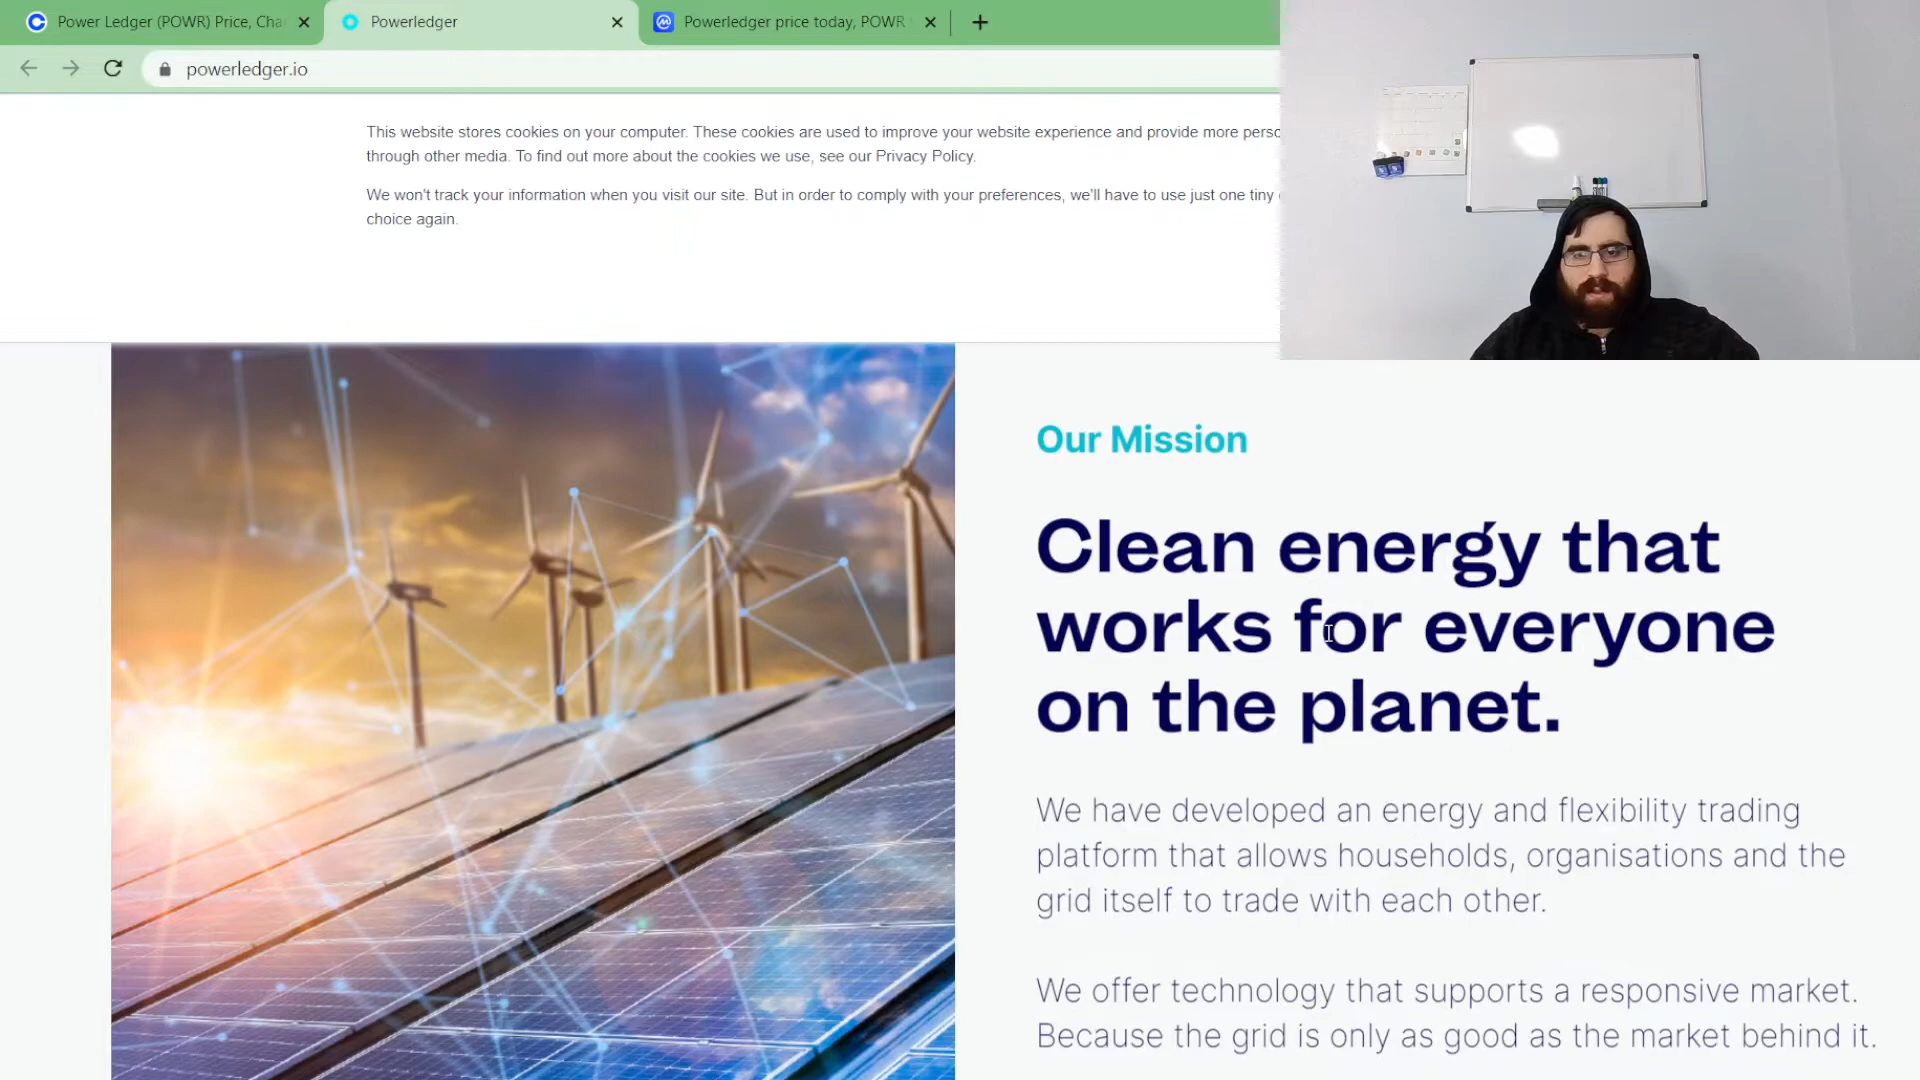 Power Ledger (POWR) Price, Cha
Powerledger
Powerledger price today, POWR
powerledger.io
This website stores cookies on your computer. These cookies are used to improve your website experience and provide more perso
through other media. To find out more about the cookies we use, see our Privacy Policy.
We won't track your information when you visit our site. But in order to comply with your preferences, we'll have to use just one tiny
choice again.
Our Mission
Clean energy that
works for everyone
on the planet.
We have developed an energy and flexibility trading
platform that allows households, organisations and the
grid itself to trade with each other.
We offer technology that supports a responsive market.
Because the grid is only as good as the market behind it.